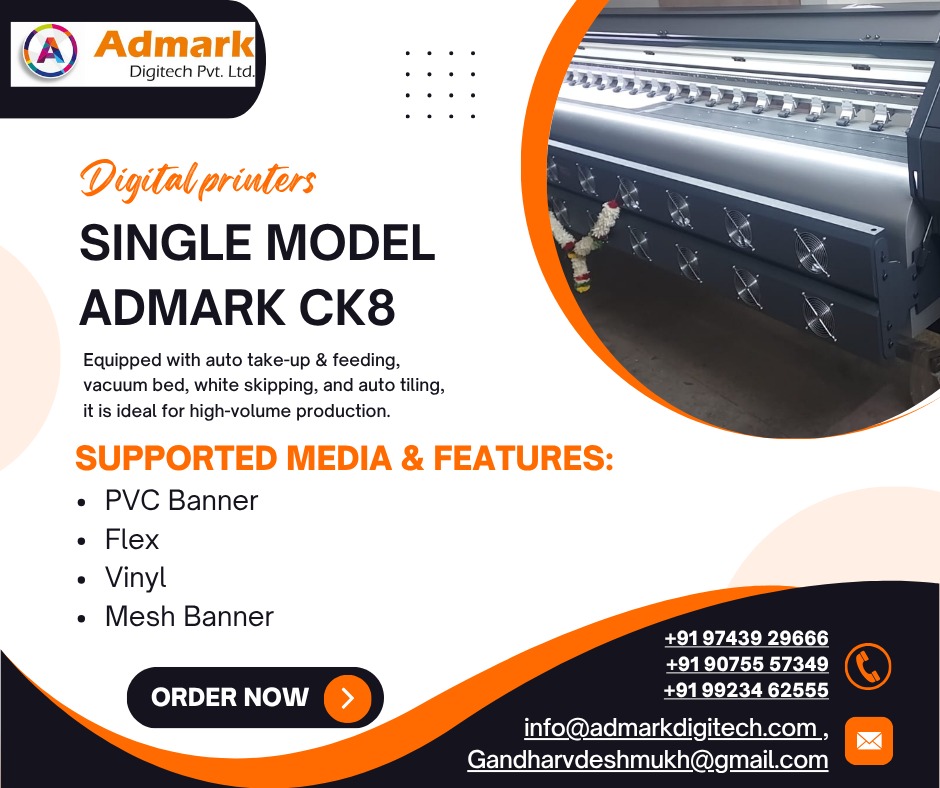 Admark
Digitech Pvt. Ltd.
Digital printers
SINGLE MODEL
ADMARK CK8
Equipped with auto take-up & feeding,
vacuum bed, white skipping, and auto tiling,
it is ideal for high-volume production.
SUPPORTED MEDIA & FEATURES:
• PVC Banner
• Flex
• Vinyl
• Mesh Banner
ORDER NOW
+91 97439 29666
+91 90755 57349
+91 99234 62555
info@admarkdigitech.com ,
Gandharvdeshmukh@gmail.com